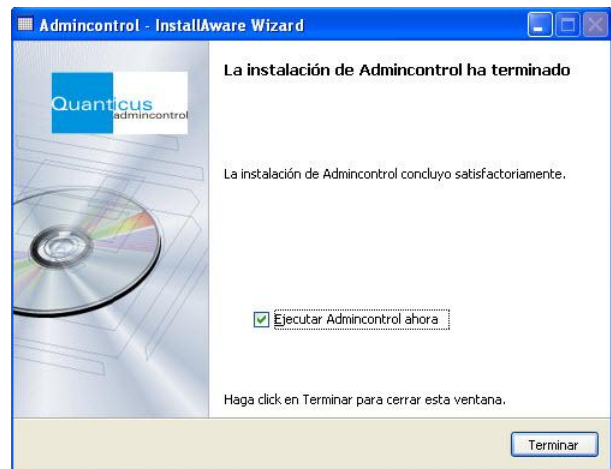 Admincontrol - InstallAware Wizard
Quanticus
admincontrol
La instalación de Admincontrol ha terminado
La instalación de Admincontrol concluyo satisfactoriamente.
Ejecutar Admincontrol ahora
Haga click en Terminar para cerrar esta ventana.
Terminar